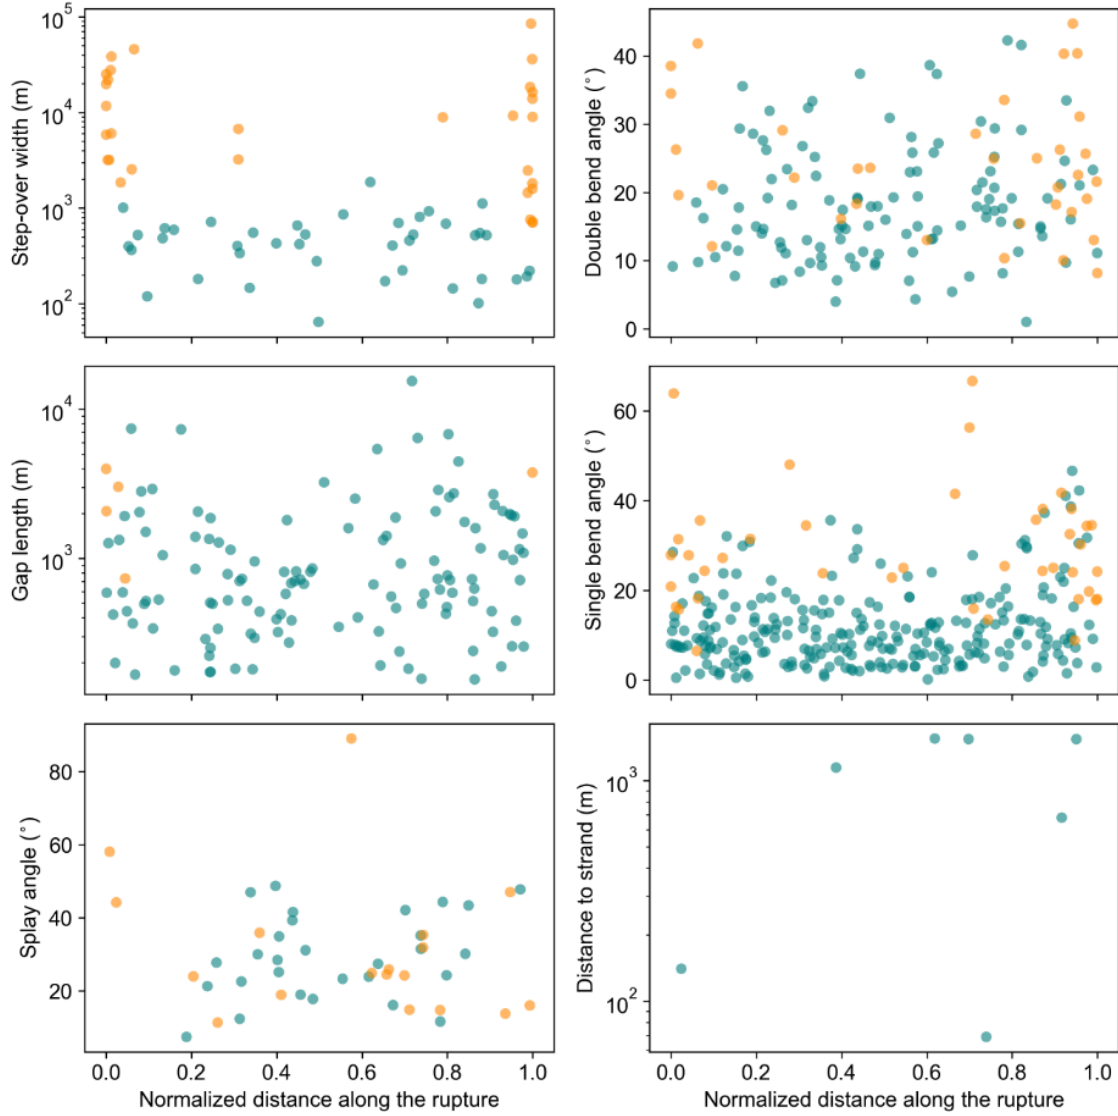 Step-over width (m)
10^5
10^4
10^3
10^2
Double bend angle (°)
40
30
20
10
0
Gap length (m)
10^4
10^3
Single bend angle (°)
60
40
20
0
Splay angle (°)
80
60
40
20
0.0 0.2 0.4 0.6 0.8 1.0
Normalized distance along the rupture
Distance to strand (m)
10^3
10^2
0.0 0.2 0.4 0.6 0.8 1.0
Normalized distance along the rupture